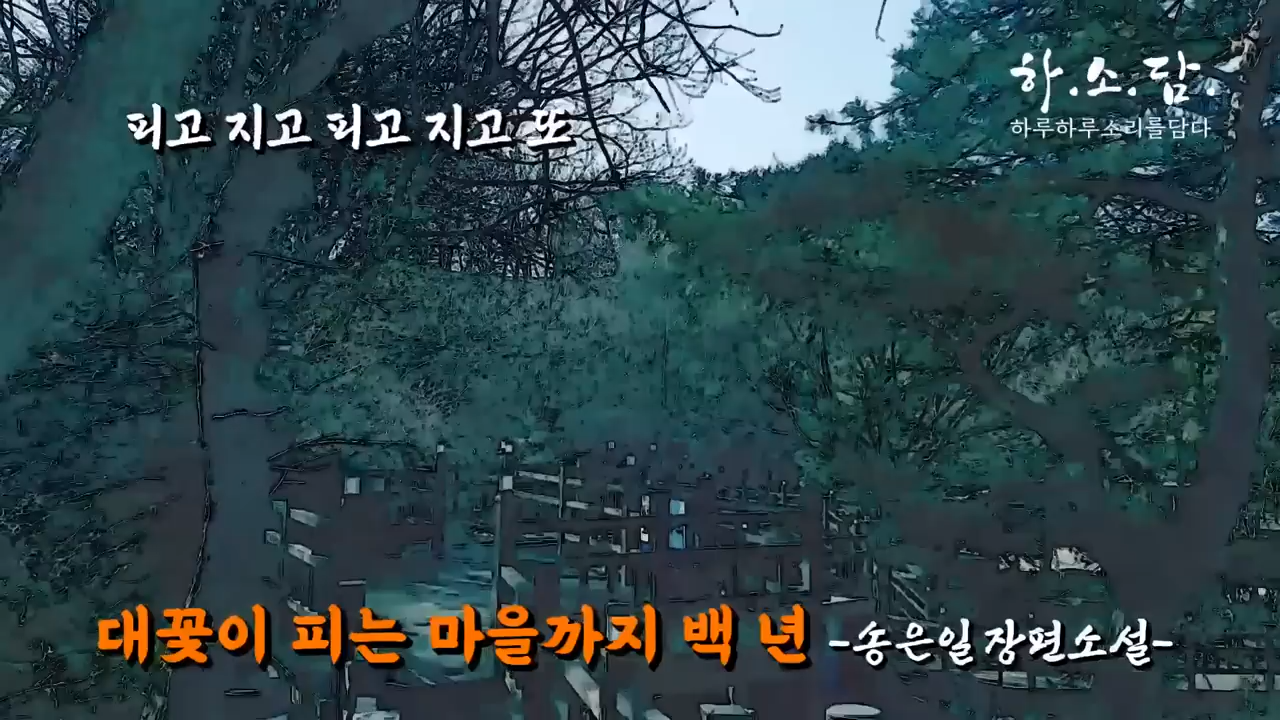 하.소.담.
하루하루소리를담다
피고 지고 피고 지고 또
대꽃이 피는 마을까지 백 년 -송은일 장편소설-